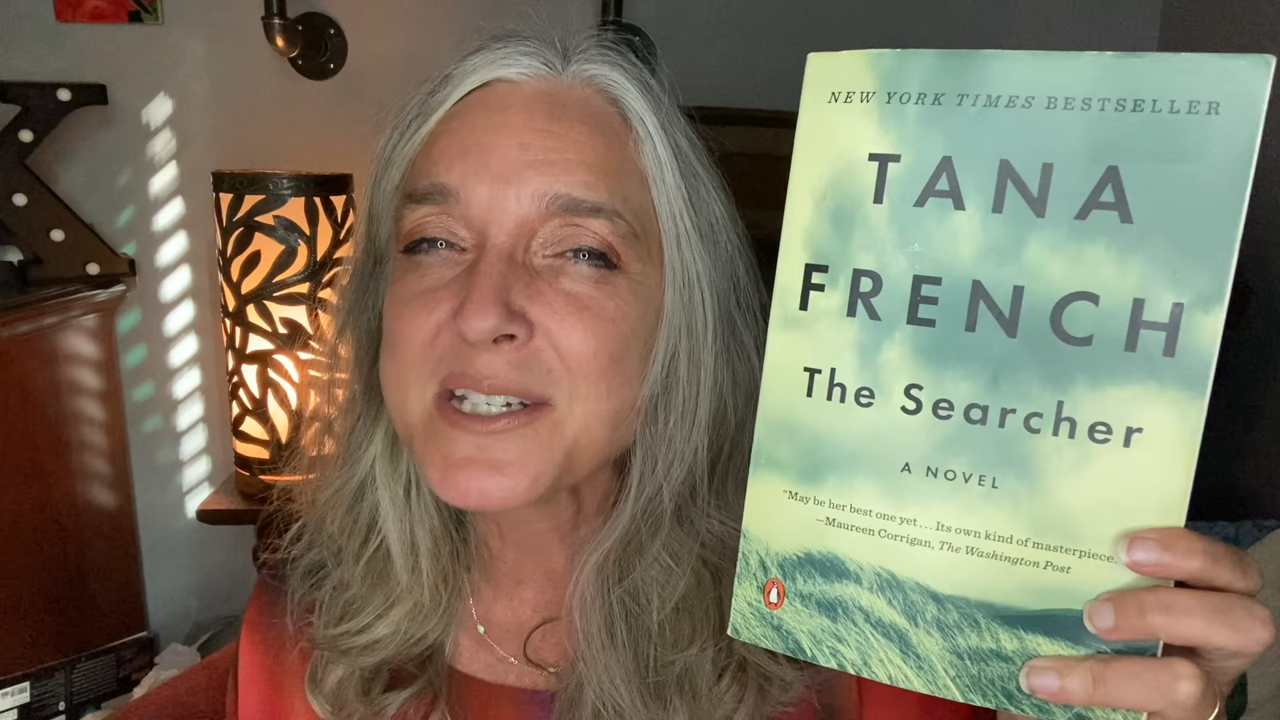 K
NEW YORK TIMES BESTSELLER
TANA
FRENCH
The Searcher
A NOVEL
"May be her best one yet . . . Its own kind of masterpiece.
—Maureen Corrigan, The Washington Post